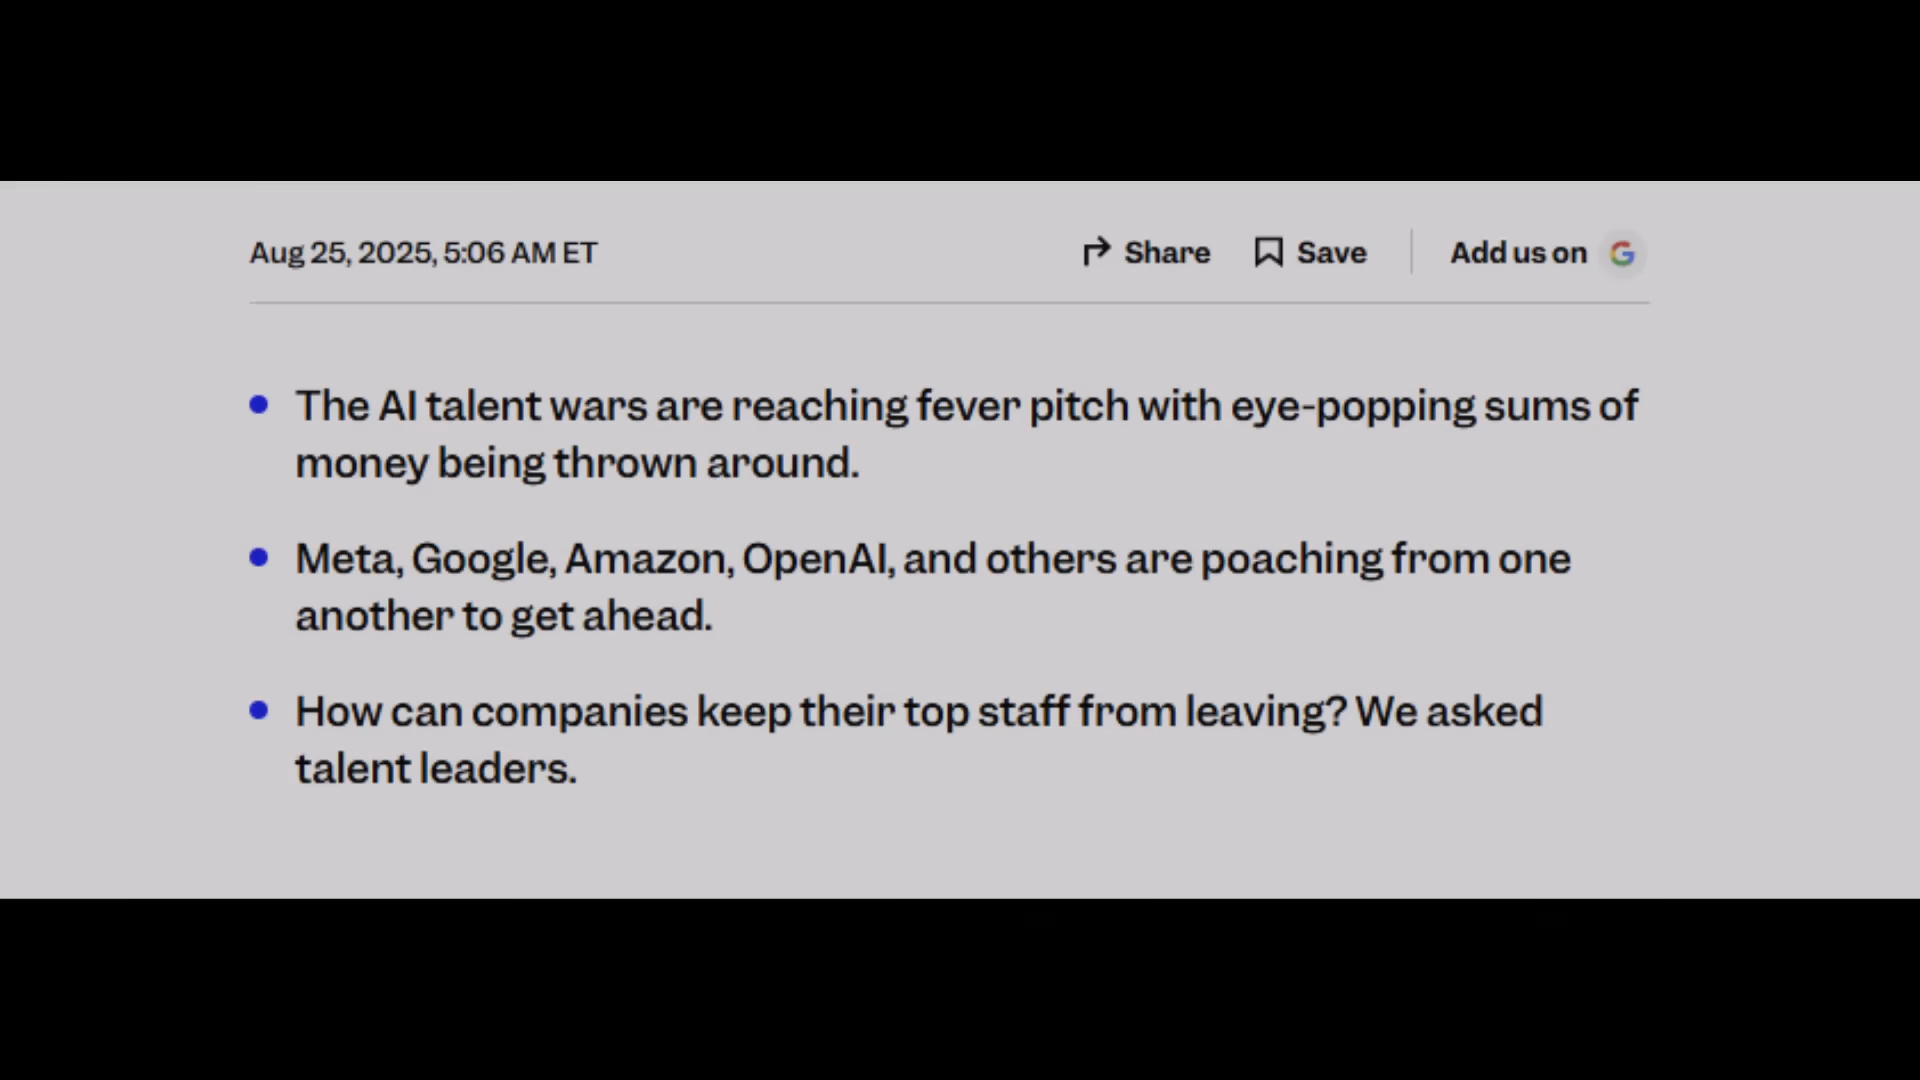 Aug 25, 2025, 5:06 AM ET
Share
Save
Add us on
The AI talent wars are reaching fever pitch with eye-popping sums of
money being thrown around.
Meta, Google, Amazon, OpenAI, and others are poaching from one
another to get ahead.
How can companies keep their top staff from leaving? We asked
talent leaders.